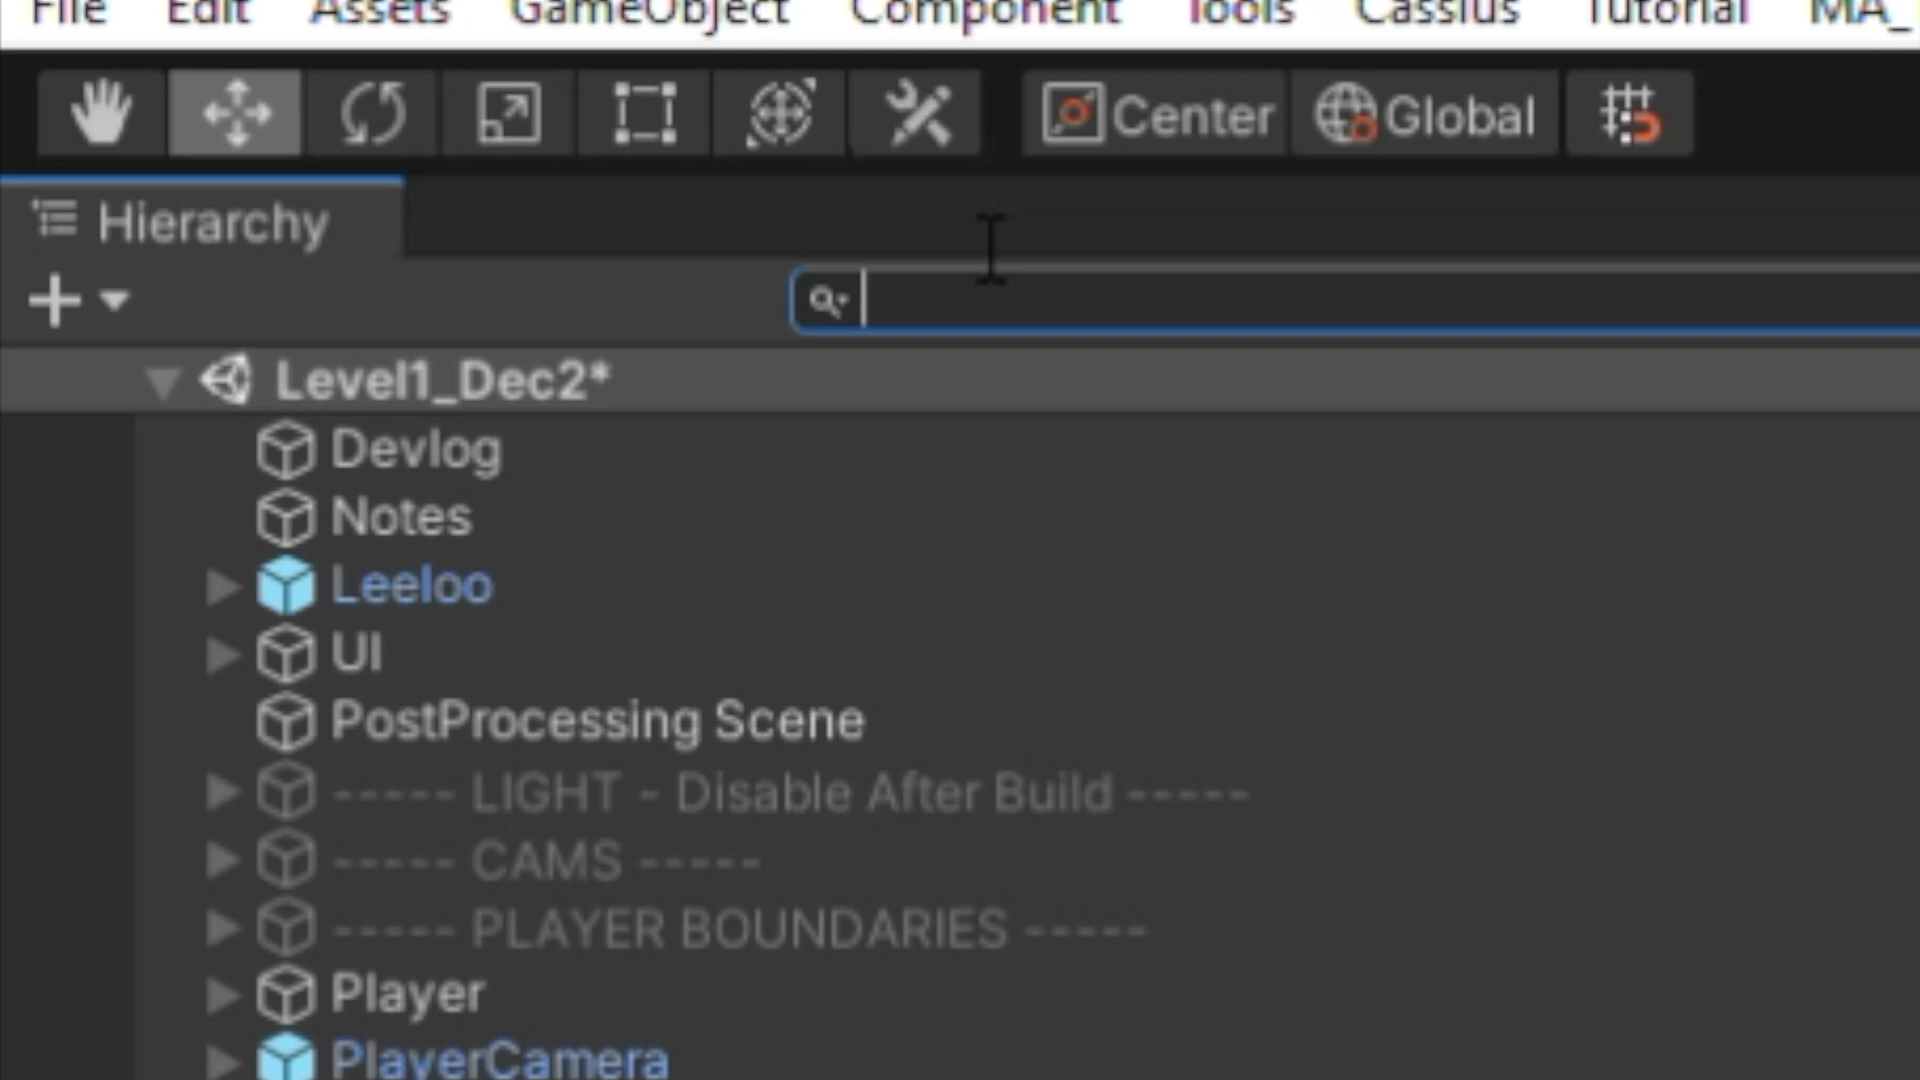 File Edit Assets GameObject Component Tools Cassius Tutorial MA_
Center Global
Hierarchy
Level1_Dec2*
Devlog
Notes
Leeloo
UI
PostProcessing Scene
----- LIGHT - Disable After Build -----
----- CAMS -----
----- PLAYER BOUNDARIES -----
Player
PlayerCamera